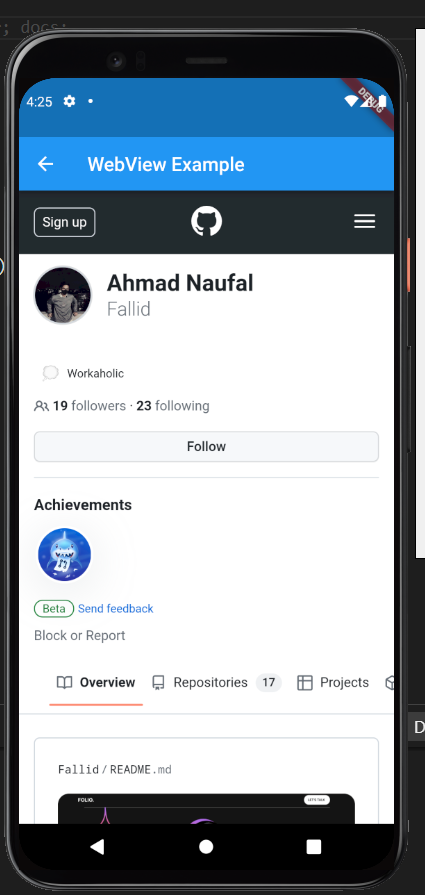 ; docs:
4:25
DEBUG
WebView Example
Sign up
Ahmad Naufal
Fallid
Workaholic
19 followers · 23 following
Follow
Achievements
Beta Send feedback
Block or Report
Overview Repositories 17 Projects
Fallid/README.md
FOLIO.
LET'S TALK
D